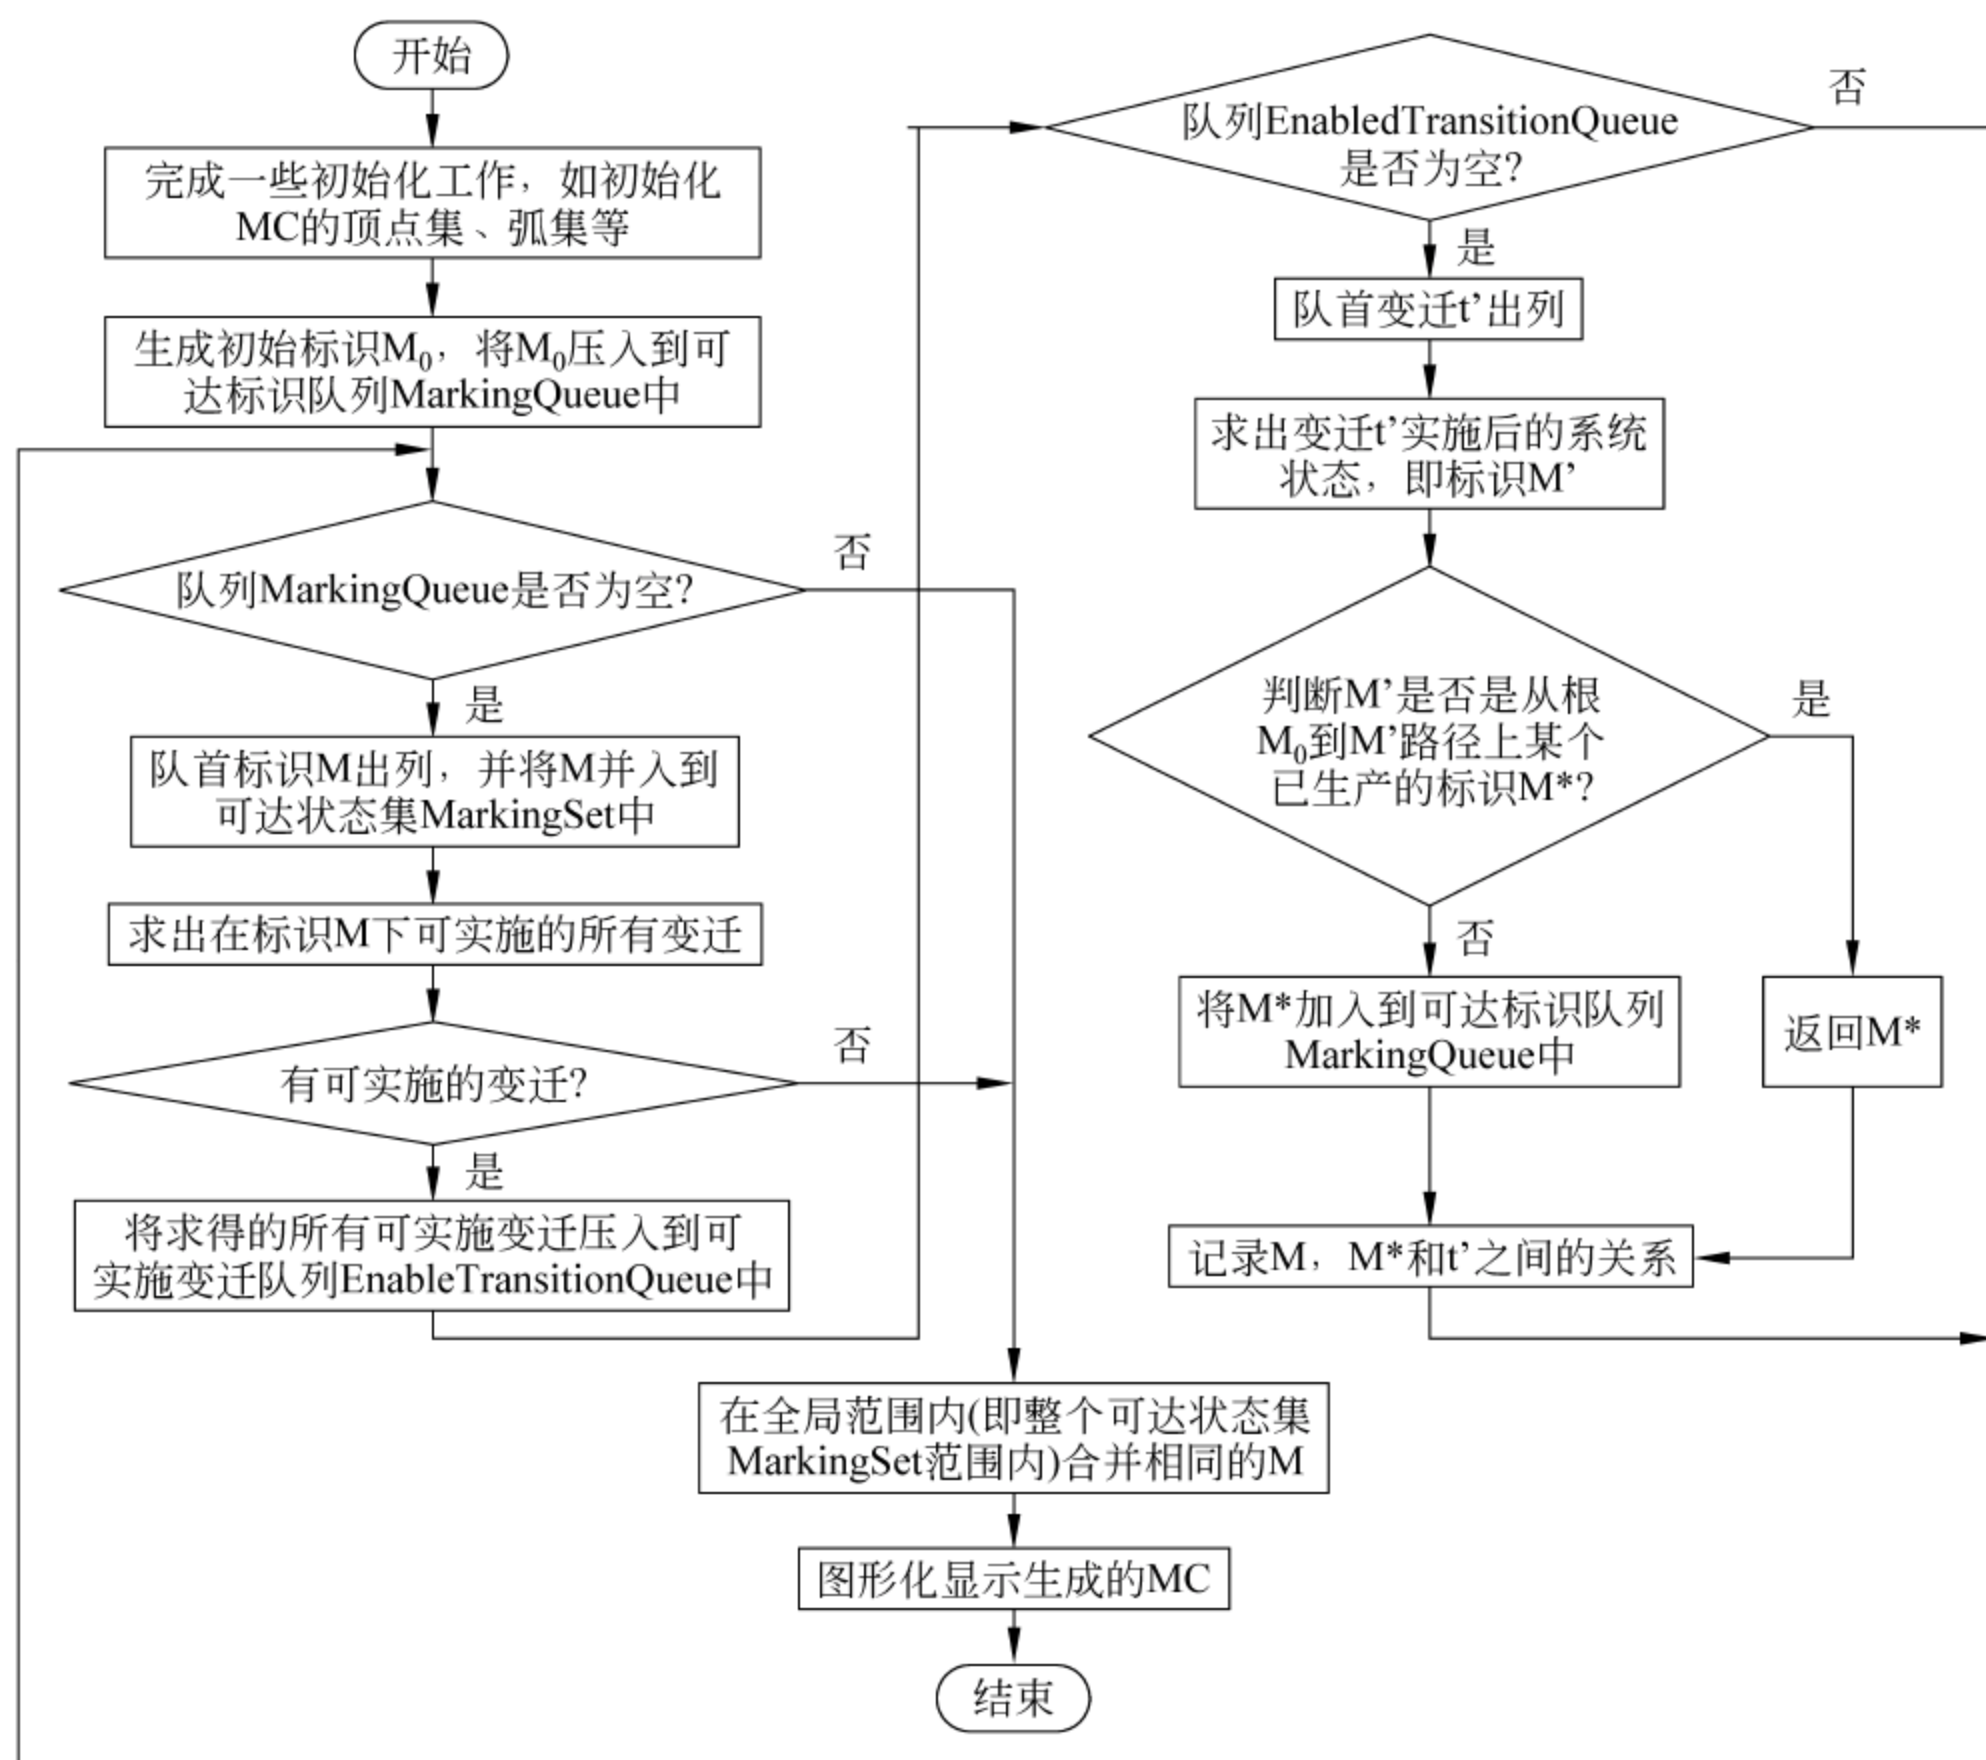 开始
完成一些初始化工作，如初始化
MC的顶点集、弧集等
生成初始标识M₀，将M₀压入到可
达标识队列MarkingQueue中
队列MarkingQueue是否为空?
否
是
队首标识M出列，并将M并入到
可达状态集MarkingSet中
求出在标识M下可实施的所有变迁
有可实施的变迁?
否
是
将求得的所有可实施变迁压入到可
实施变迁队列EnableTransitionQueue中
队列EnabledTransitionQueue
是否为空?
否
是
队首变迁t’出列
求出变迁t’实施后的系统
状态，即标识M’
判断M’是否是从根
M₀到M’路径上某个
已生产的标识M*?
是
否
将M*加入到可达标识队列
MarkingQueue中
返回M*
记录M，M*和t’之间的关系
在全局范围内(即整个可达状态集
MarkingSet范围内)合并相同的M
图形化显示生成的MC
结束